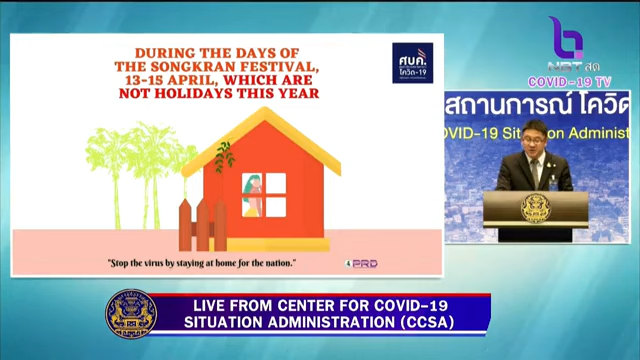 DURING THE DAYS OF
THE SONGKRAN FESTIVAL,
13-15 APRIL, WHICH ARE
NOT HOLIDAYS THIS YEAR
ศบค.
โควิด-19
"Stop the virus by staying at home for the nation."
PRD
NBT สด
COVID-19 TV
สถานการณ์ โควิด
OVID-19 Situation Administ
LIVE FROM CENTER FOR COVID-19
SITUATION ADMINISTRATION (CCSA)